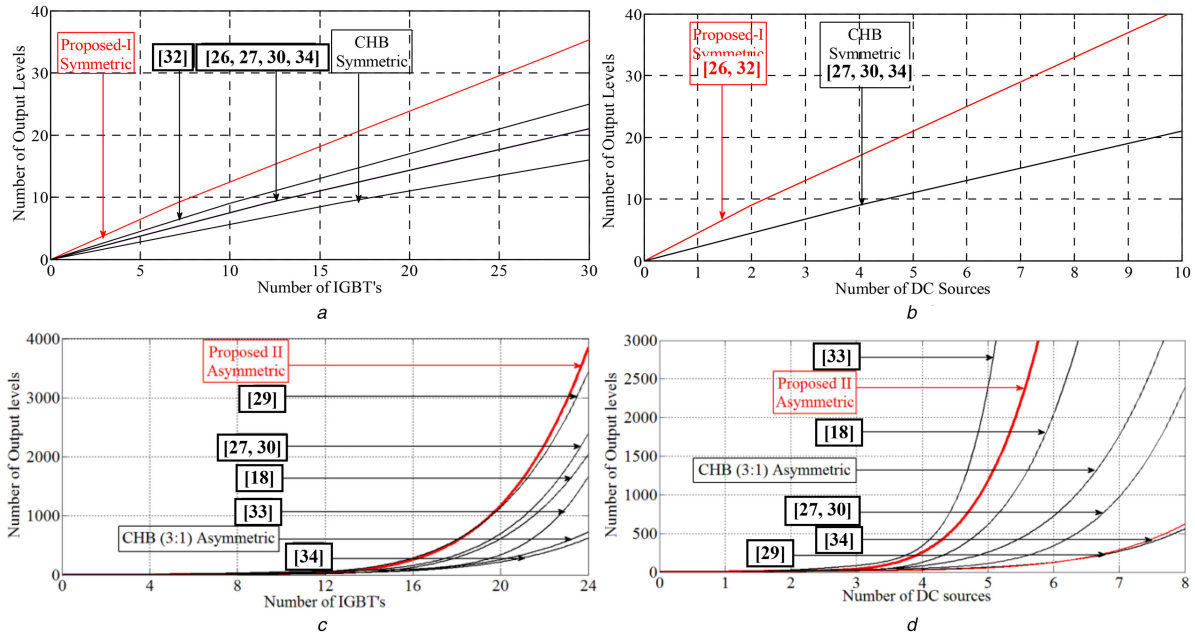 Number of Output Levels
40
30
20
10
0
Proposed-I
Symmetric
[32]
[26, 27, 30, 34]
CHB
Symmetric
0 5 10 15 20 25 30
Number of IGBT's
a
Number of Output Levels
40
30
20
10
0
Proposed-I
Symmetric
[26, 32]
CHB
Symmetric
[27, 30, 34]
0 1 2 3 4 5 6 7 8 9 10
Number of DC Sources
b
Number of Output levels
4000
3000
2000
1000
0
Proposed II
Asymmetric
[29]
[27, 30]
[18]
[33]
CHB (3:1) Asymmetric
[34]
0 4 8 12 16 20 24
Number of IGBT's
c
Number of Output levels
3000
2500
2000
1500
1000
500
0
[33]
Proposed II
Asymmetric
[18]
CHB (3:1) Asymmetric
[27, 30]
[34]
[29]
0 1 2 3 4 5 6 7 8
Number of DC sources
d